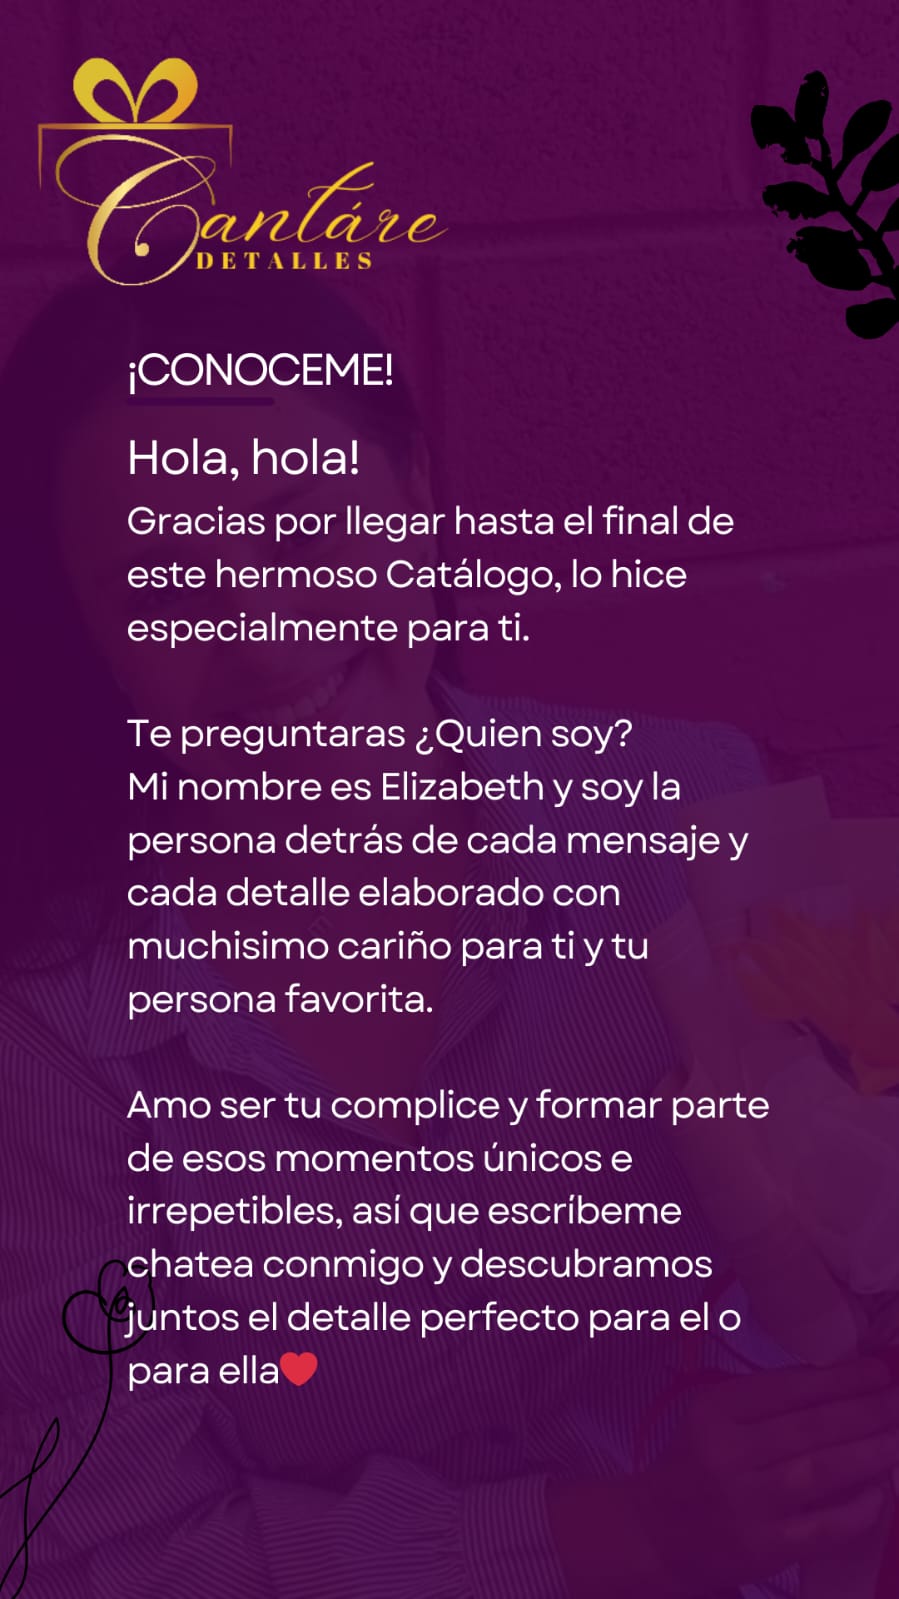 Cantáre
DETALLES
¡CONOCEME!
Hola, hola!
Gracias por llegar hasta el final de
este hermoso Catálogo, lo hice
especialmente para ti.
Te preguntaras ¿Quien soy?
Mi nombre es Elizabeth y soy la
persona detrás de cada mensaje y
cada detalle elaborado con
muchisimo cariño para ti y tu
persona favorita.
Amo ser tu complice y formar parte
de esos momentos únicos e
irrepetibles, así que escríbeme
chatea conmigo y descubramos
juntos el detalle perfecto para el o
para ella❤